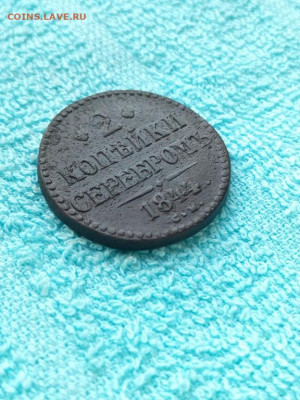 COINS.LAVE.RU
2
КОПѢЙКИ
СЕРЕБРОМЪ
1844